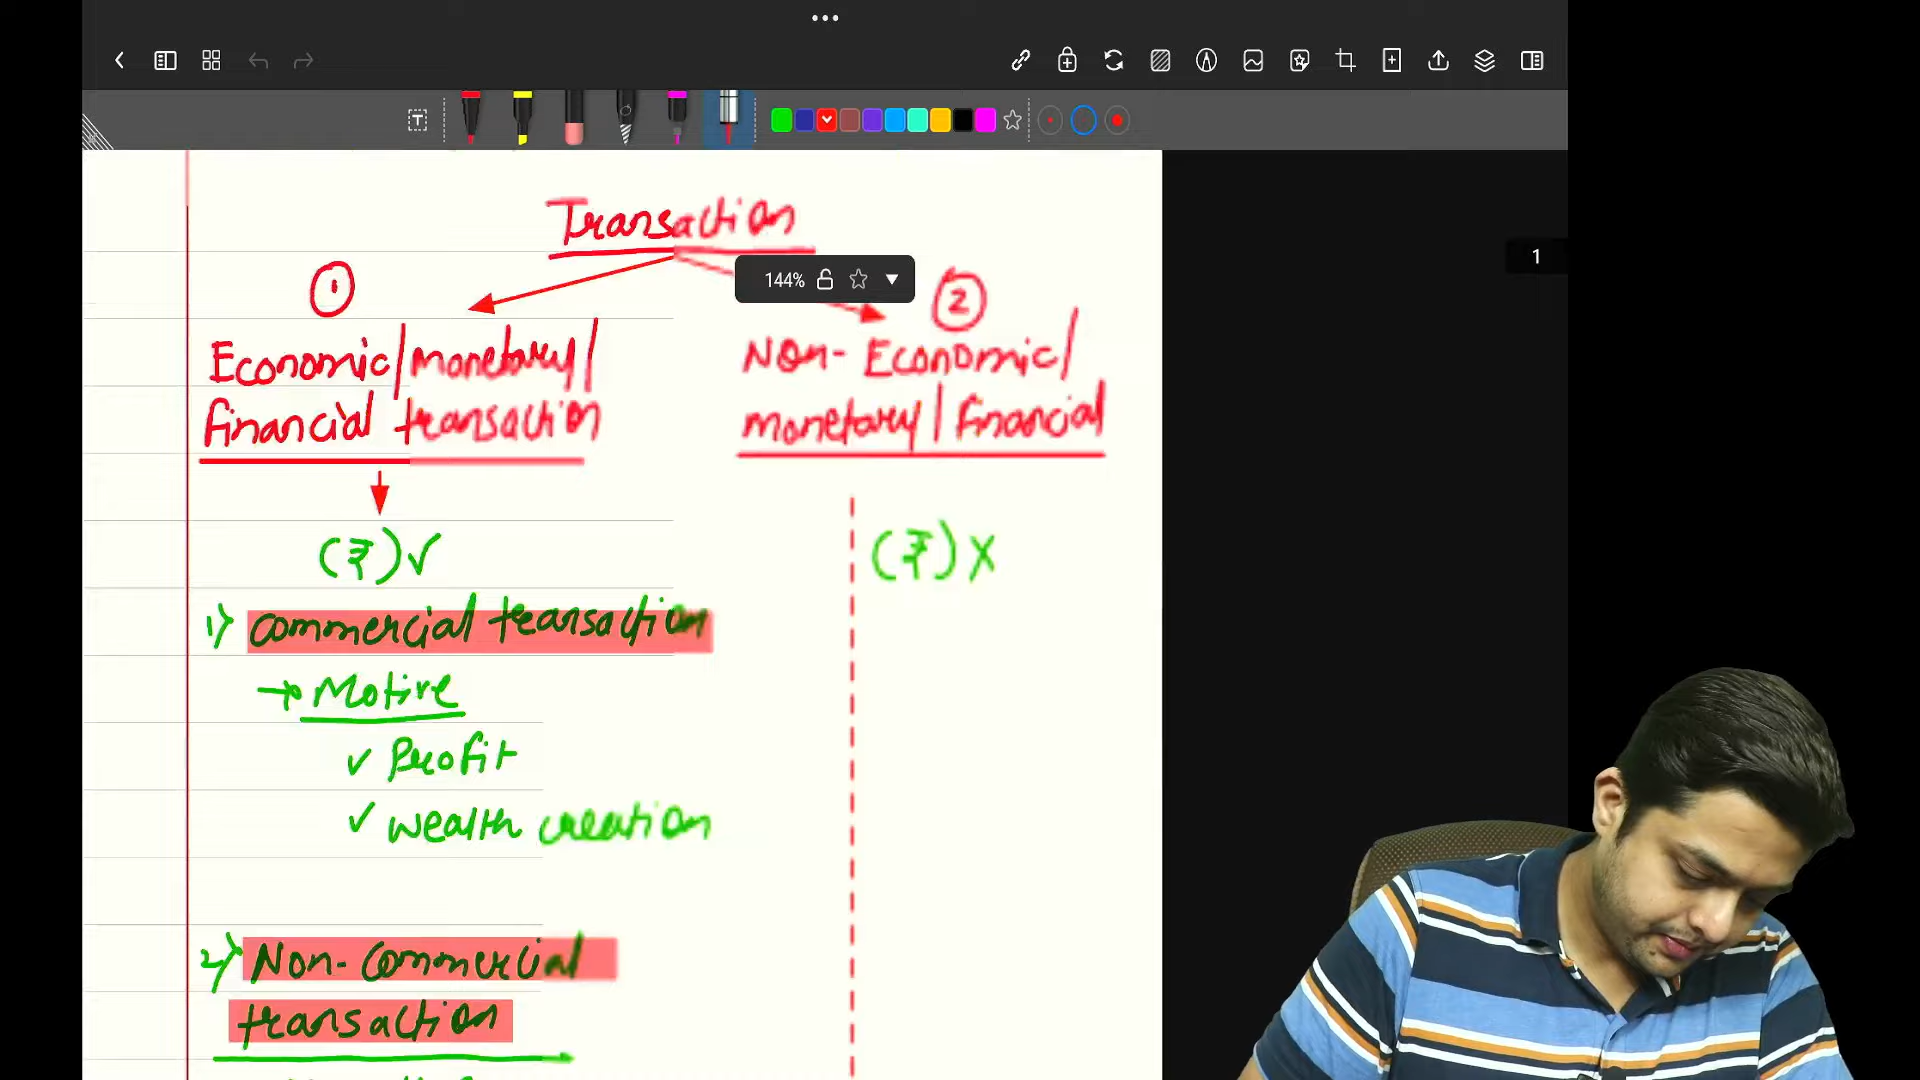 Transaction
144%
1
①
②
Economic/monetary/
financial transaction
Non-Economic/
monetary/financial
(₹)✓
(₹)X
1) Commercial transaction
→ Motive
✓ Profit
✓ Wealth creation
2) Non-Commercial
transaction